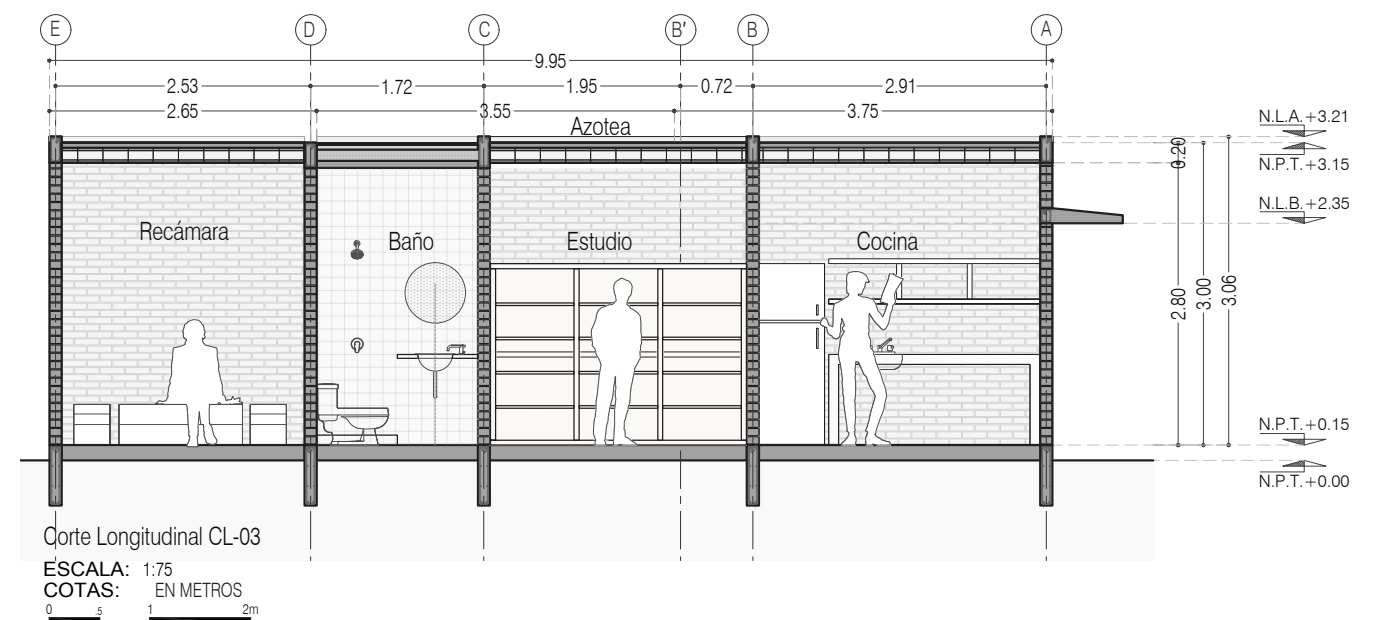 E D C B' B A
9.95
2.53 1.72 1.95 0.72 2.91
2.65 3.55 3.75
Azotea
N.L.A.+3.21
0.20
N.P.T.+3.15
N.L.B.+2.35
Recámara Baño Estudio Cocina
2.80 3.00 3.06
N.P.T.+0.15
N.P.T.+0.00
Corte Longitudinal CL-03
ESCALA: 1:75
COTAS: EN METROS
0 .5 1 2m